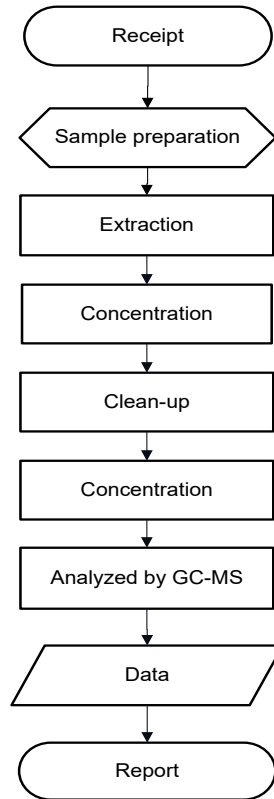 Receipt
Sample preparation
Extraction
Concentration
Clean-up
Concentration
Analyzed by GC-MS
Data
Report